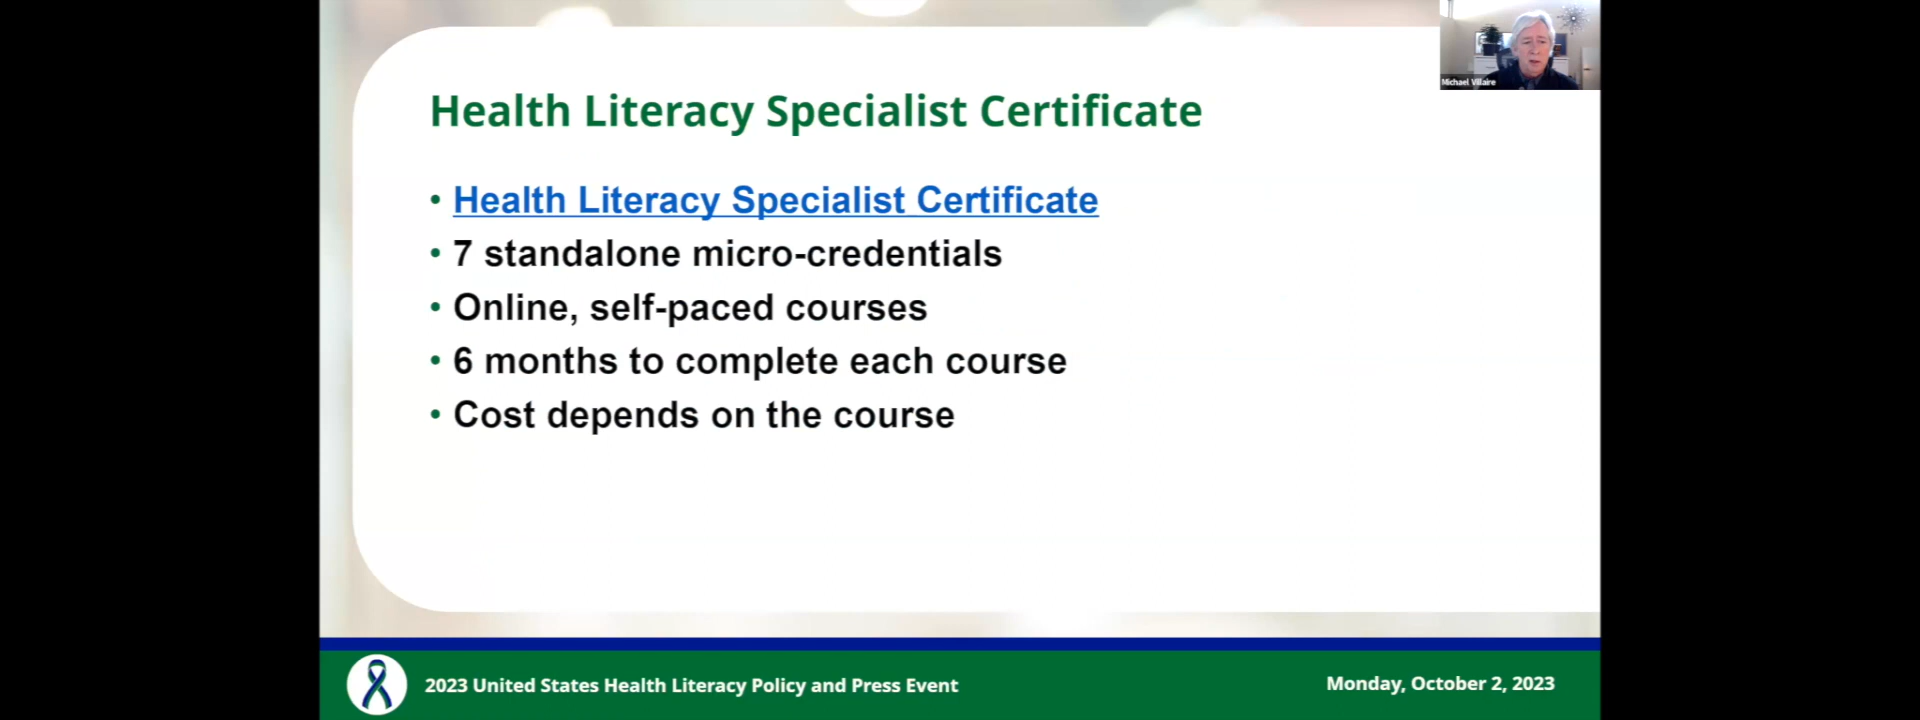 Michael Villaire
Health Literacy Specialist Certificate
• Health Literacy Specialist Certificate
• 7 standalone micro-credentials
• Online, self-paced courses
• 6 months to complete each course
• Cost depends on the course
2023 United States Health Literacy Policy and Press Event
Monday, October 2, 2023